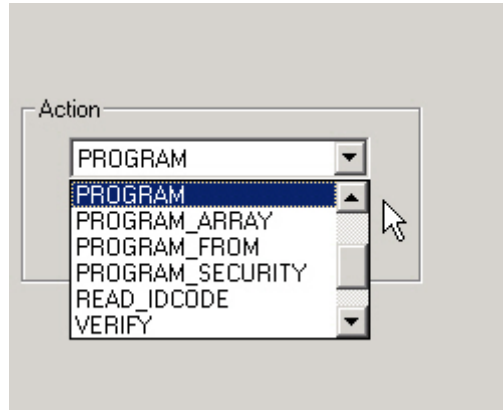 Action
PROGRAM
PROGRAM
PROGRAM_ARRAY
PROGRAM_FROM
PROGRAM_SECURITY
READ_IDCODE
VERIFY